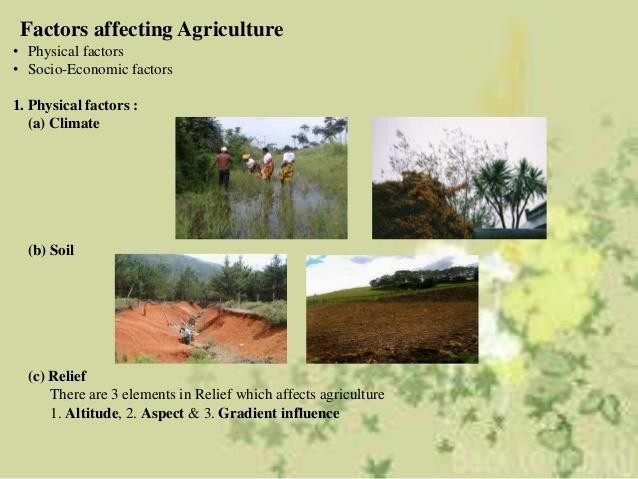 Factors affecting Agriculture
• Physical factors
• Socio-Economic factors
1. Physical factors :
(a) Climate
(b) Soil
(c) Relief
There are 3 elements in Relief which affects agriculture
1. Altitude, 2. Aspect & 3. Gradient influence